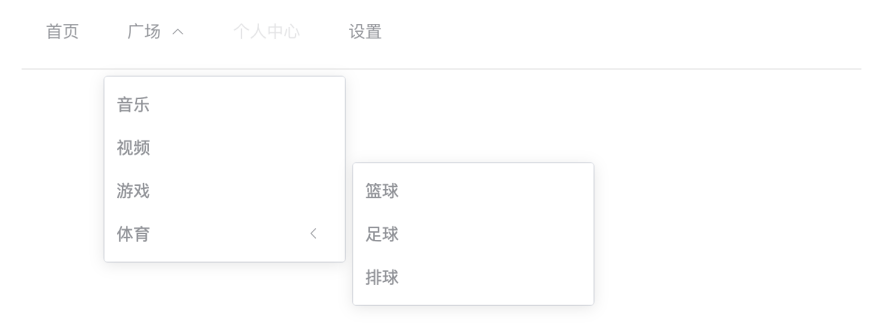 首页 广场 个人中心 设置
音乐
视频
游戏
体育
篮球
足球
排球